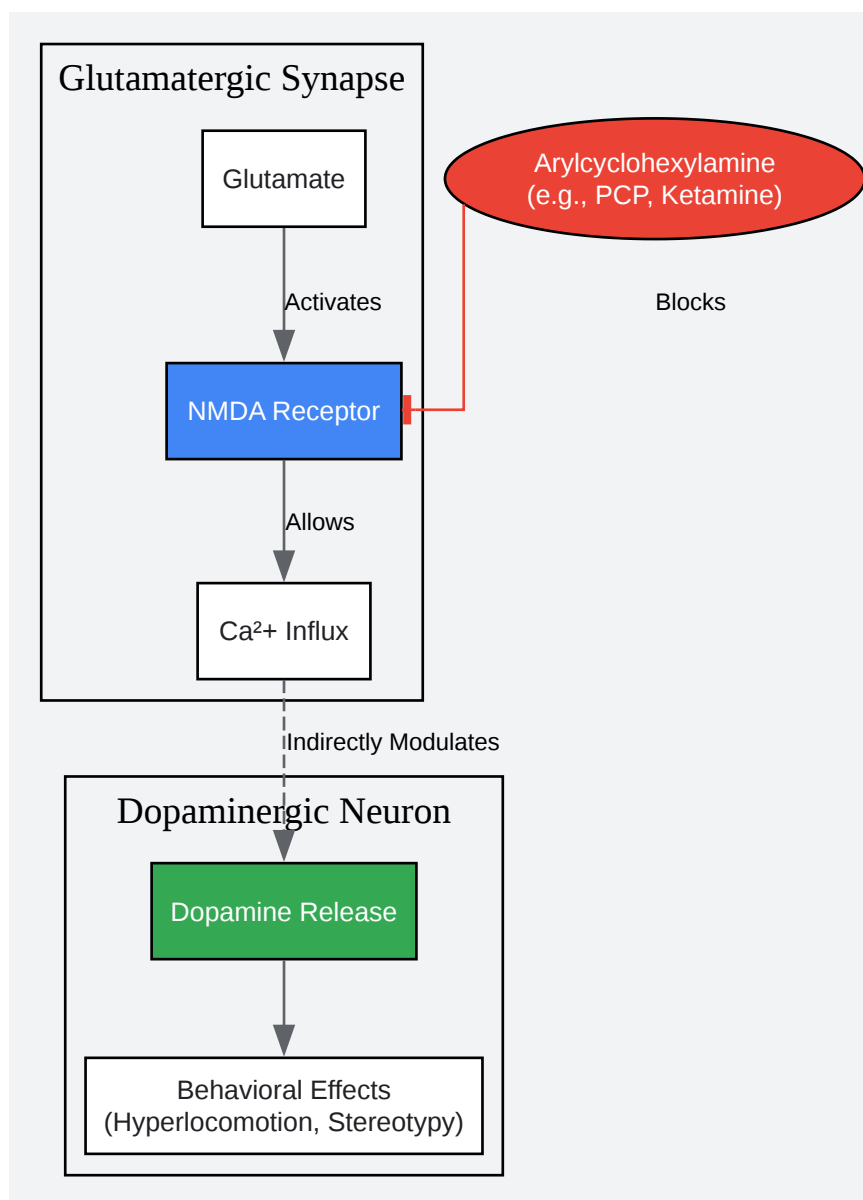 Glutamatergic Synapse
Glutamate
Arylcyclohexylamine
(e.g., PCP, Ketamine)
Activates
Blocks
NMDA Receptor
Allows
Ca²+ Influx
Indirectly Modulates
Dopaminergic Neuron
Dopamine Release
Behavioral Effects
(Hyperlocomotion, Stereotypy)